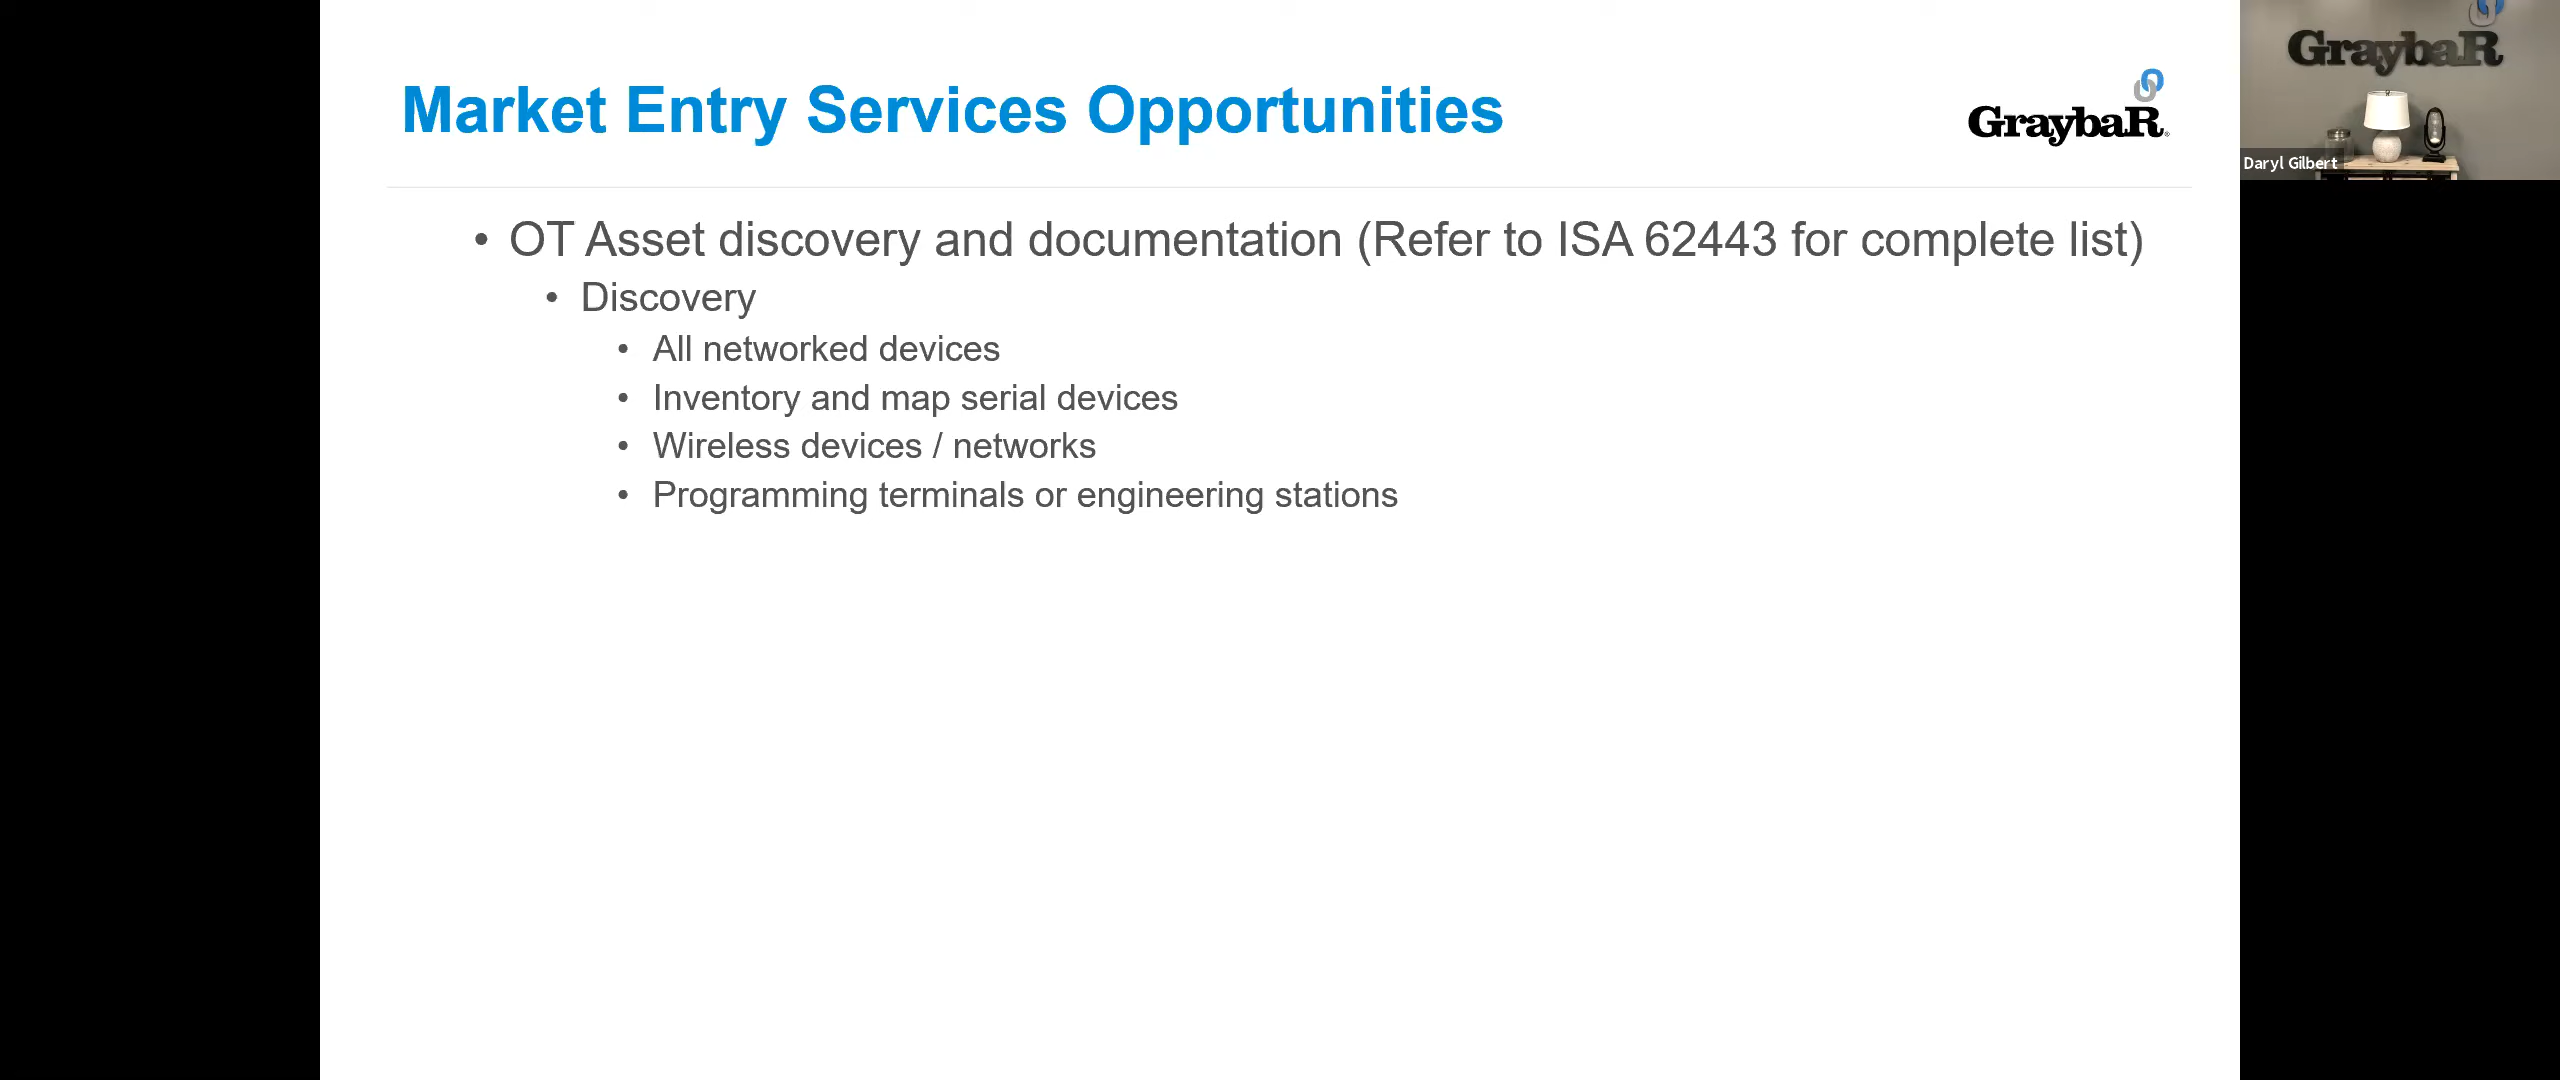 Market Entry Services Opportunities
GraybaR
• OT Asset discovery and documentation (Refer to ISA 62443 for complete list)
• Discovery
• All networked devices
• Inventory and map serial devices
• Wireless devices / networks
• Programming terminals or engineering stations
GraybaR
Daryl Gilbert